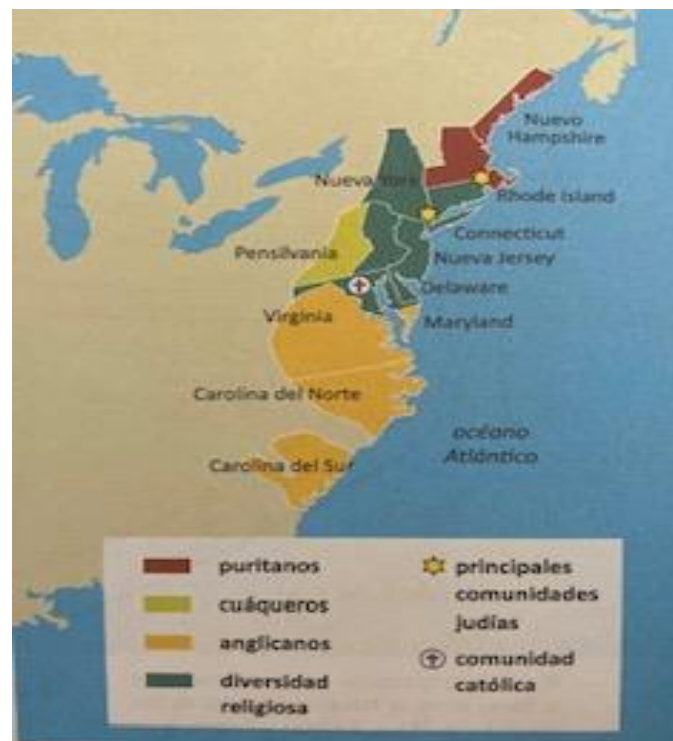 Nuevo
Hampshire
Nueva York
Rhode Island
Connecticut
Pensilvania
Nueva Jersey
Delaware
Virginia
Maryland
Carolina del Norte
océano
Atlántico
Carolina del Sur
puritanos
cuáqueros
anglicanos
diversidad
religiosa
principales
comunidades
judías
comunidad
católica